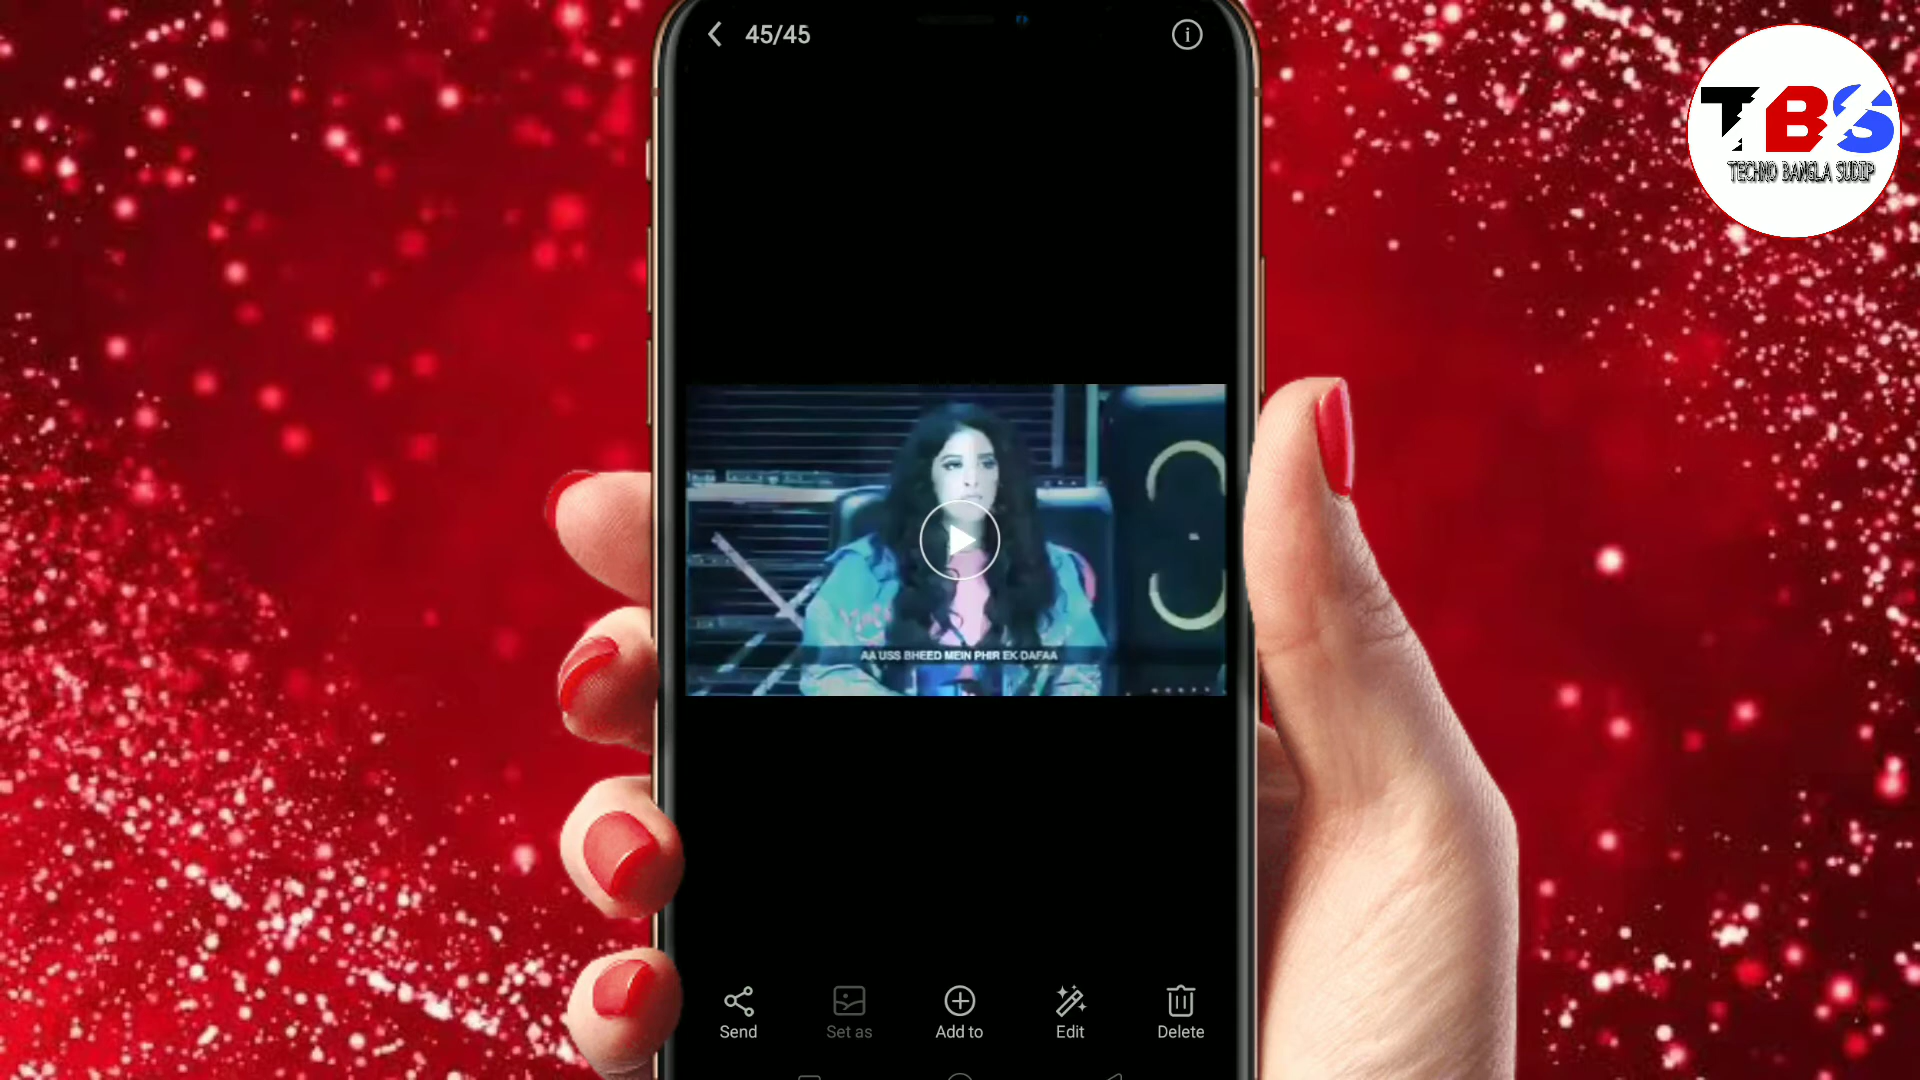 45/45
TBS
TECHNO BANGLA SUDIP
AA USS BHEED MEIN PHIR EK DAFAA
Send
Set as
Add to
Edit
Delete